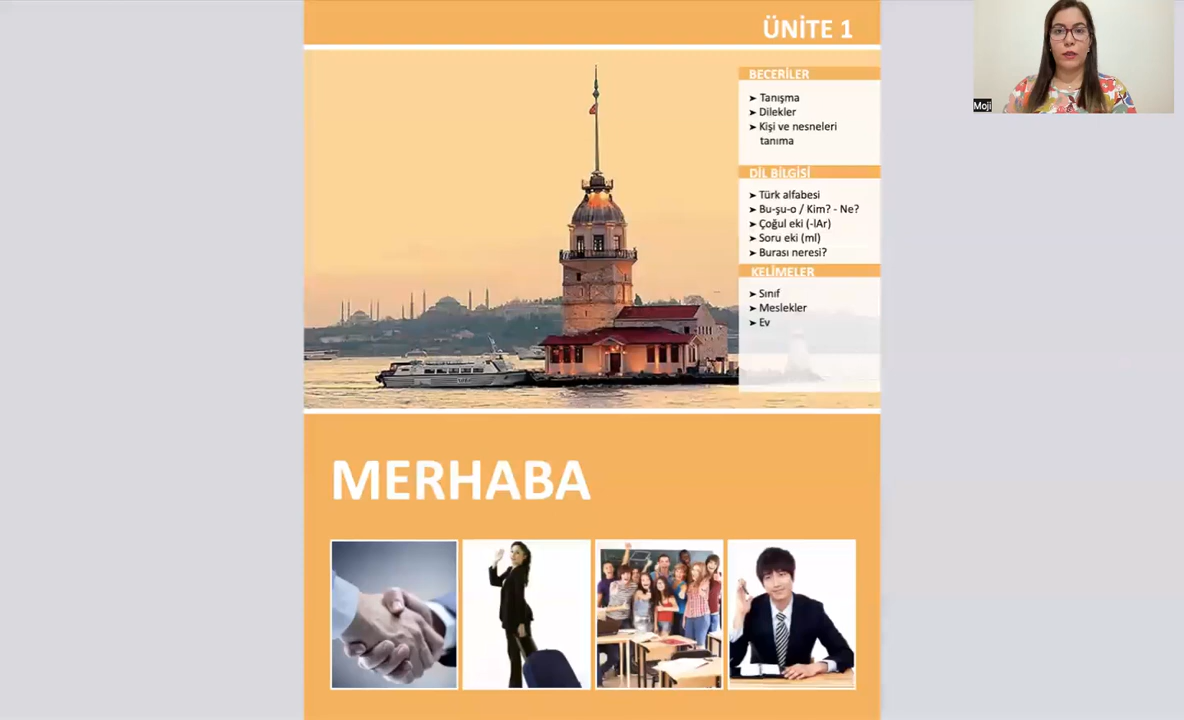 ÜNİTE 1
BECERİLER
➤ Tanışma
➤ Dilekler
➤ Kişi ve nesneleri
tanıma
DİL BİLGİSİ
➤ Türk alfabesi
➤ Bu-şu-o / Kim? - Ne?
➤ Çoğul eki (-lAr)
➤ Soru eki (mI)
➤ Burası neresi?
KELİMELER
➤ Sınıf
➤ Meslekler
➤ Ev
MERHABA
Moji